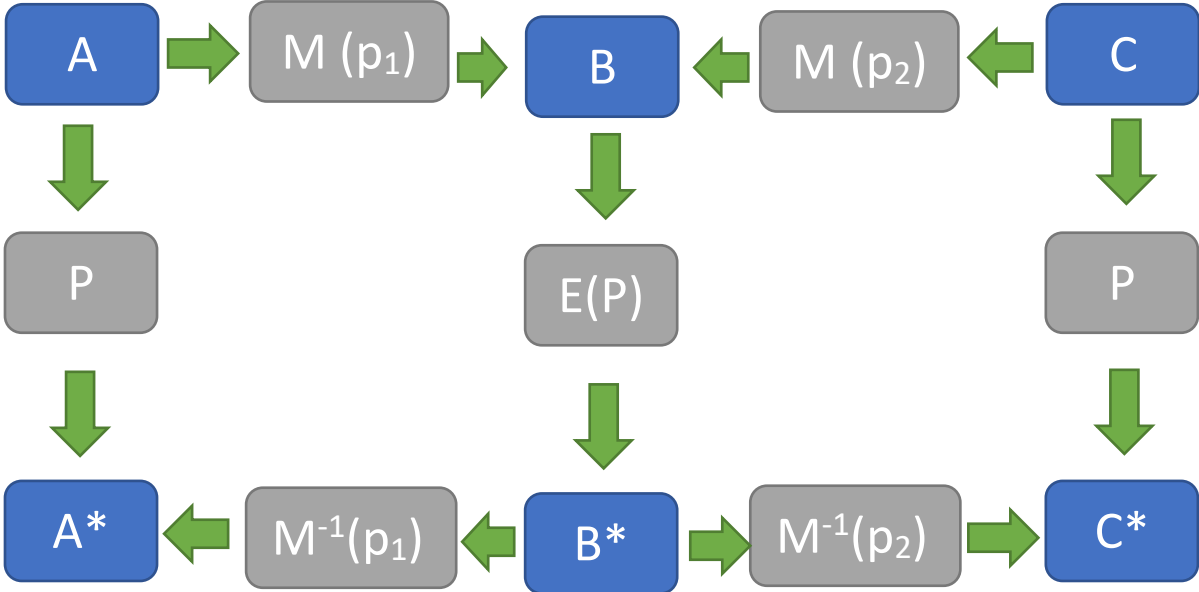 A
M (p₁)
B
M (p₂)
C
P
E(P)
P
A*
M⁻¹(p₁)
B*
M⁻¹(p₂)
C*